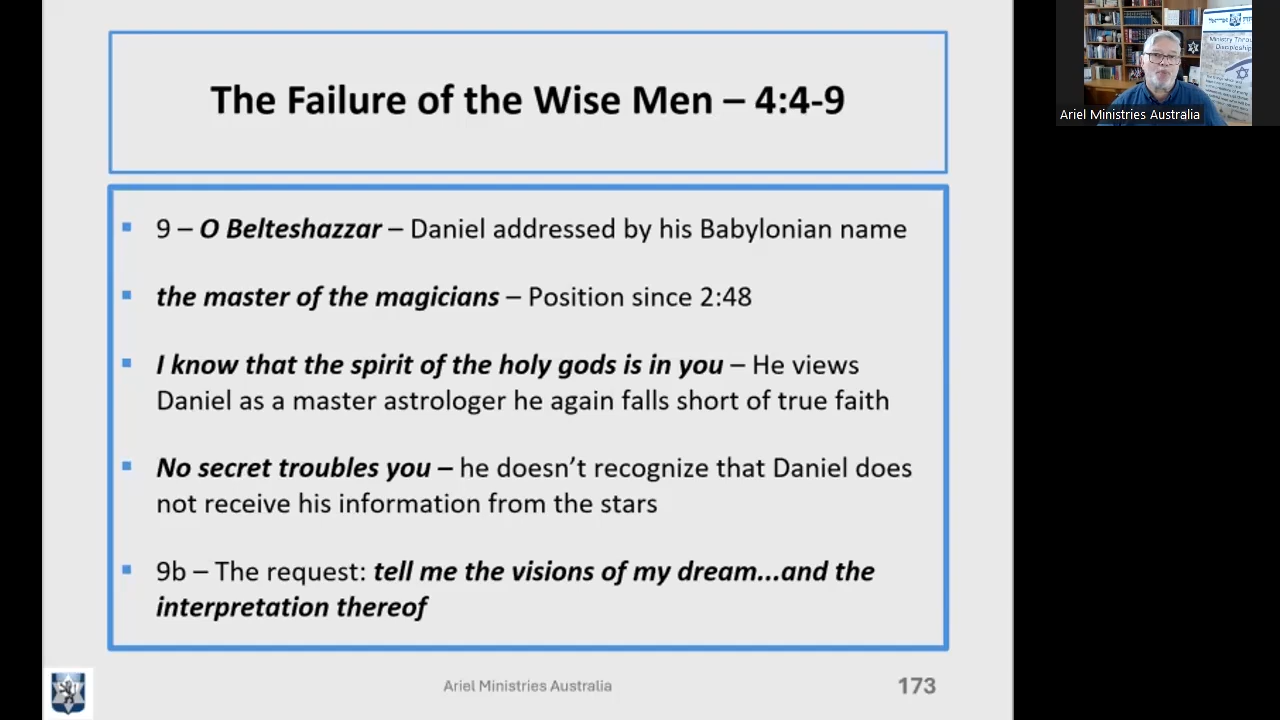 The Failure of the Wise Men – 4:4-9
9 – O Belteshazzar – Daniel addressed by his Babylonian name
the master of the magicians – Position since 2:48
I know that the spirit of the holy gods is in you – He views
Daniel as a master astrologer he again falls short of true faith
No secret troubles you – he doesn’t recognize that Daniel does
not receive his information from the stars
9b – The request: tell me the visions of my dream...and the
interpretation thereof
Ariel Ministries Australia
173
Ministry Throu
Discipleship
Ariel Ministries Australia